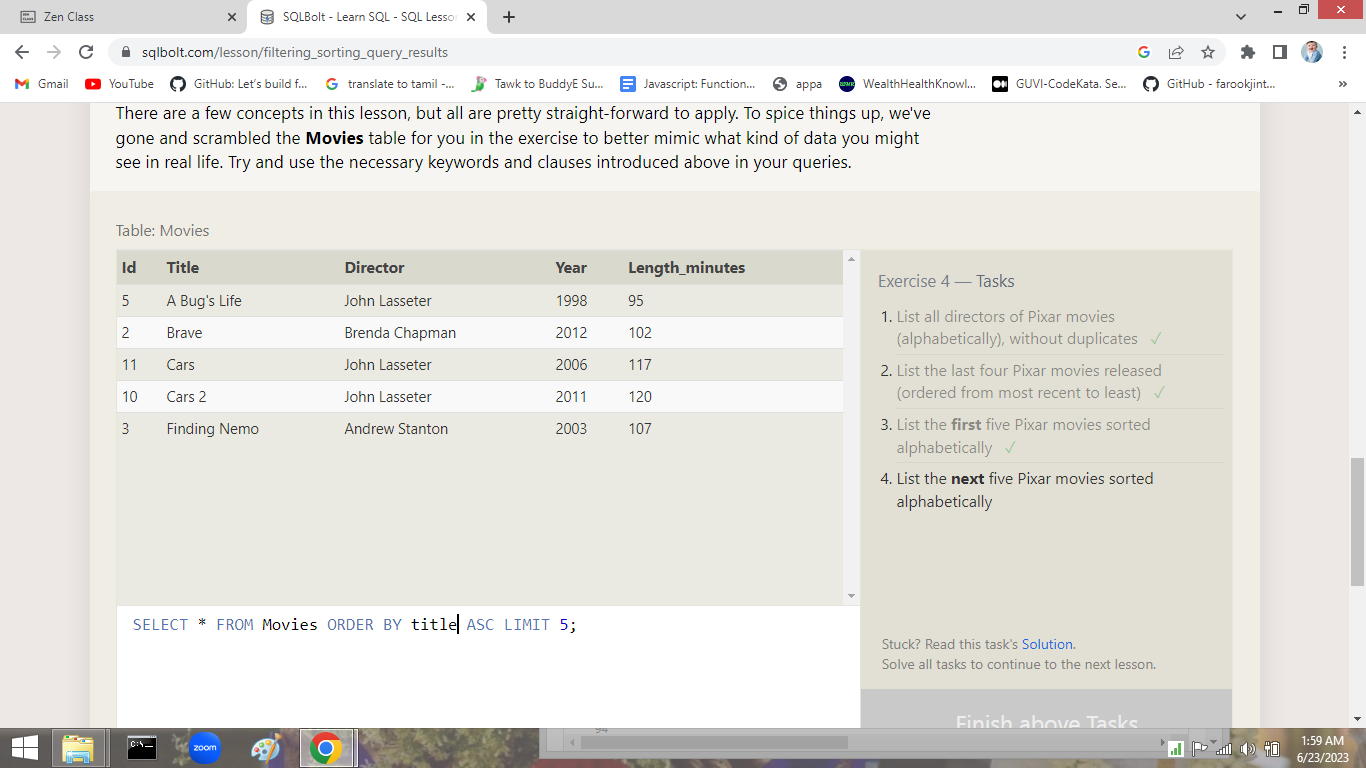 Zen Class
SQLBolt - Learn SQL - SQL Lesson
sqlbolt.com/lesson/filtering_sorting_query_results
Gmail
YouTube
GitHub: Let's build f...
translate to tamil -...
Tawk to BuddyE Su...
Javascript: Function...
appa
WealthHealthKnowl...
GUVI-CodeKata. Se...
GitHub - farookjint...
There are a few concepts in this lesson, but all are pretty straight-forward to apply. To spice things up, we've
gone and scrambled the Movies table for you in the exercise to better mimic what kind of data you might
see in real life. Try and use the necessary keywords and clauses introduced above in your queries.
Table: Movies
Id Title Director Year Length_minutes
5 A Bug's Life John Lasseter 1998 95
2 Brave Brenda Chapman 2012 102
11 Cars John Lasseter 2006 117
10 Cars 2 John Lasseter 2011 120
3 Finding Nemo Andrew Stanton 2003 107
SELECT * FROM Movies ORDER BY title ASC LIMIT 5;
Exercise 4 — Tasks
1. List all directors of Pixar movies
(alphabetically), without duplicates ✓
2. List the last four Pixar movies released
(ordered from most recent to least) ✓
3. List the first five Pixar movies sorted
alphabetically ✓
4. List the next five Pixar movies sorted
alphabetically
Stuck? Read this task's Solution.
Solve all tasks to continue to the next lesson.
Finish above Tasks
94
C:\_
zoom
1:59 AM
6/23/2023